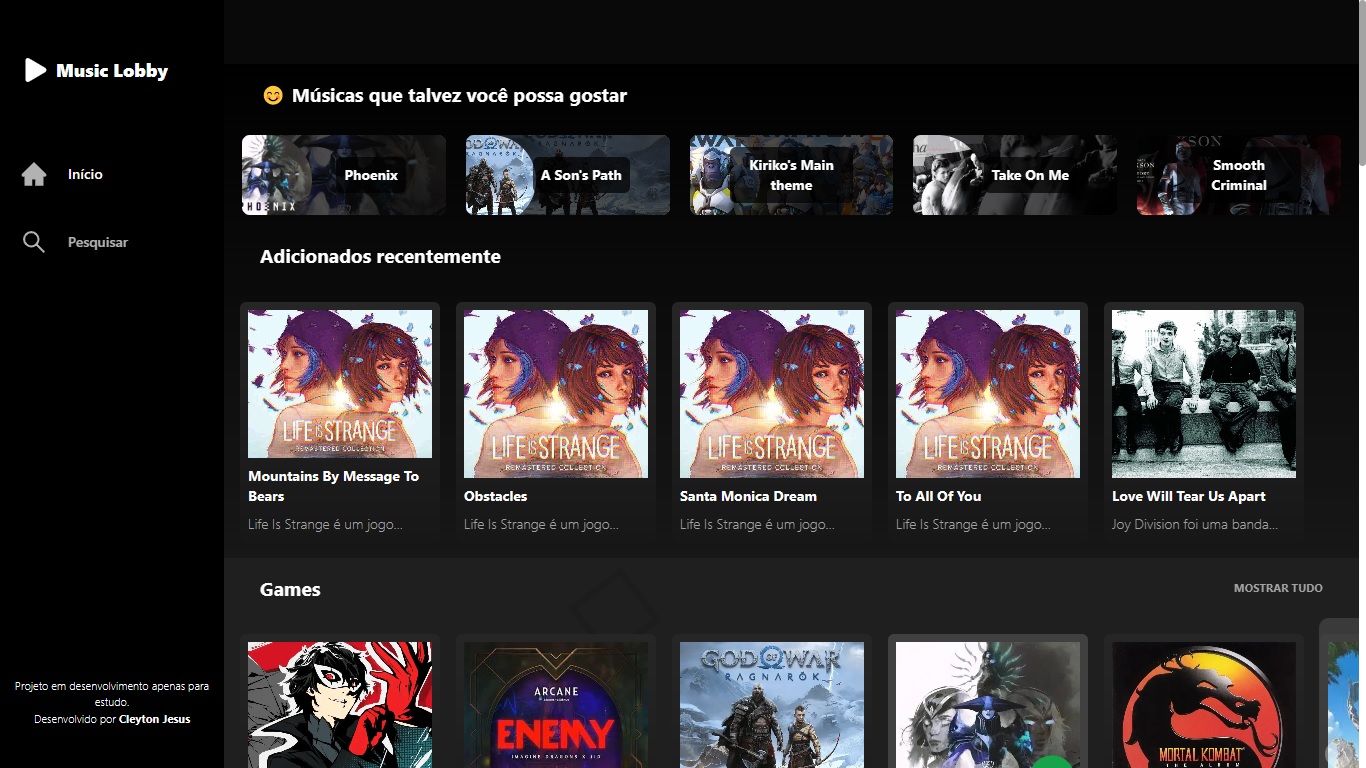 Music Lobby
Início
Pesquisar
Projeto em desenvolvimento apenas para
estudo.
Desenvolvido por Cleyton Jesus
😊 Músicas que talvez você possa gostar
PHOENIX
Phoenix
GOD OF WAR
RAGNARÖK
A Son's Path
Kiriko's Main
theme
Take On Me
Smooth
Criminal
Adicionados recentemente
LIFE IS STRANGE
REMASTERED COLLECTION
Mountains By Message To
Bears
Life Is Strange é um jogo...
LIFE IS STRANGE
REMASTERED COLLECTION
Obstacles
Life Is Strange é um jogo...
LIFE IS STRANGE
REMASTERED COLLECTION
Santa Monica Dream
Life Is Strange é um jogo...
LIFE IS STRANGE
REMASTERED COLLECTION
To All Of You
Life Is Strange é um jogo...
Love Will Tear Us Apart
Joy Division foi uma banda...
Games
MOSTRAR TUDO
ARCANE
ENEMY
IMAGINE DRAGONS X JID
GOD OF WAR
RAGNARÖK
MORTAL KOMBAT
THE ALBUM